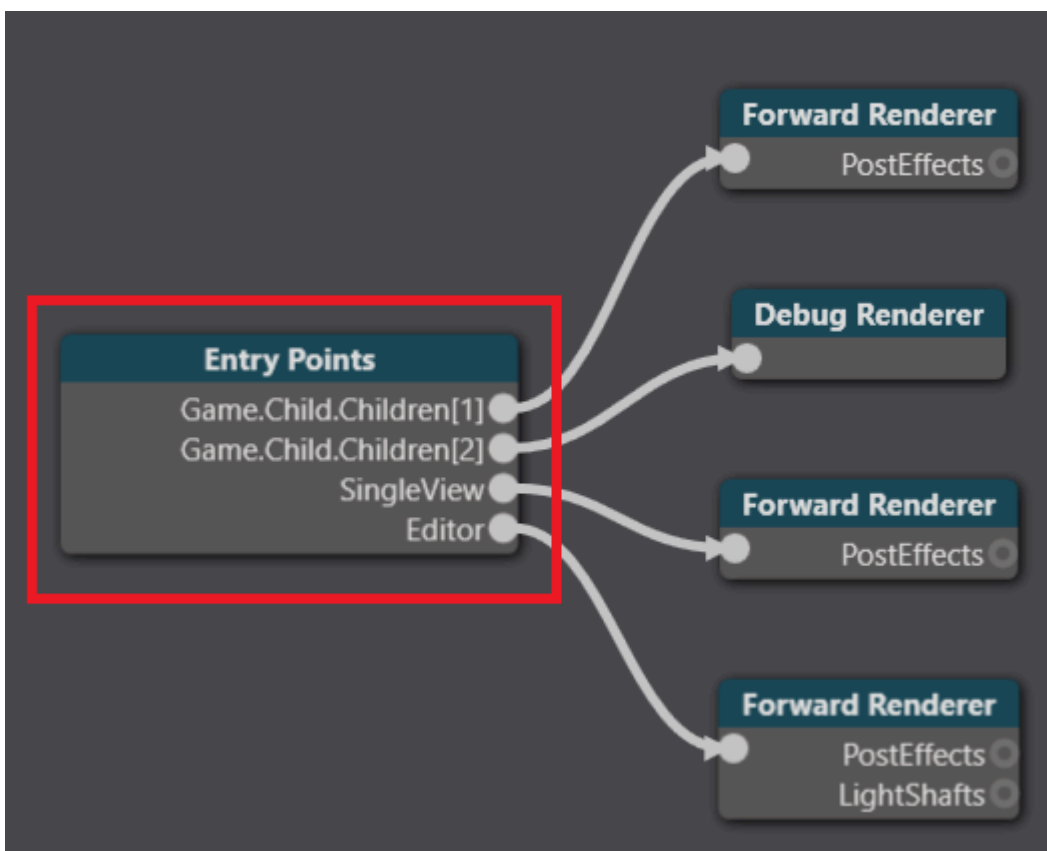 Forward Renderer
PostEffects
Debug Renderer
Entry Points
Game.Child.Children[1]
Game.Child.Children[2]
SingleView
Editor
Forward Renderer
PostEffects
Forward Renderer
PostEffects
LightShafts